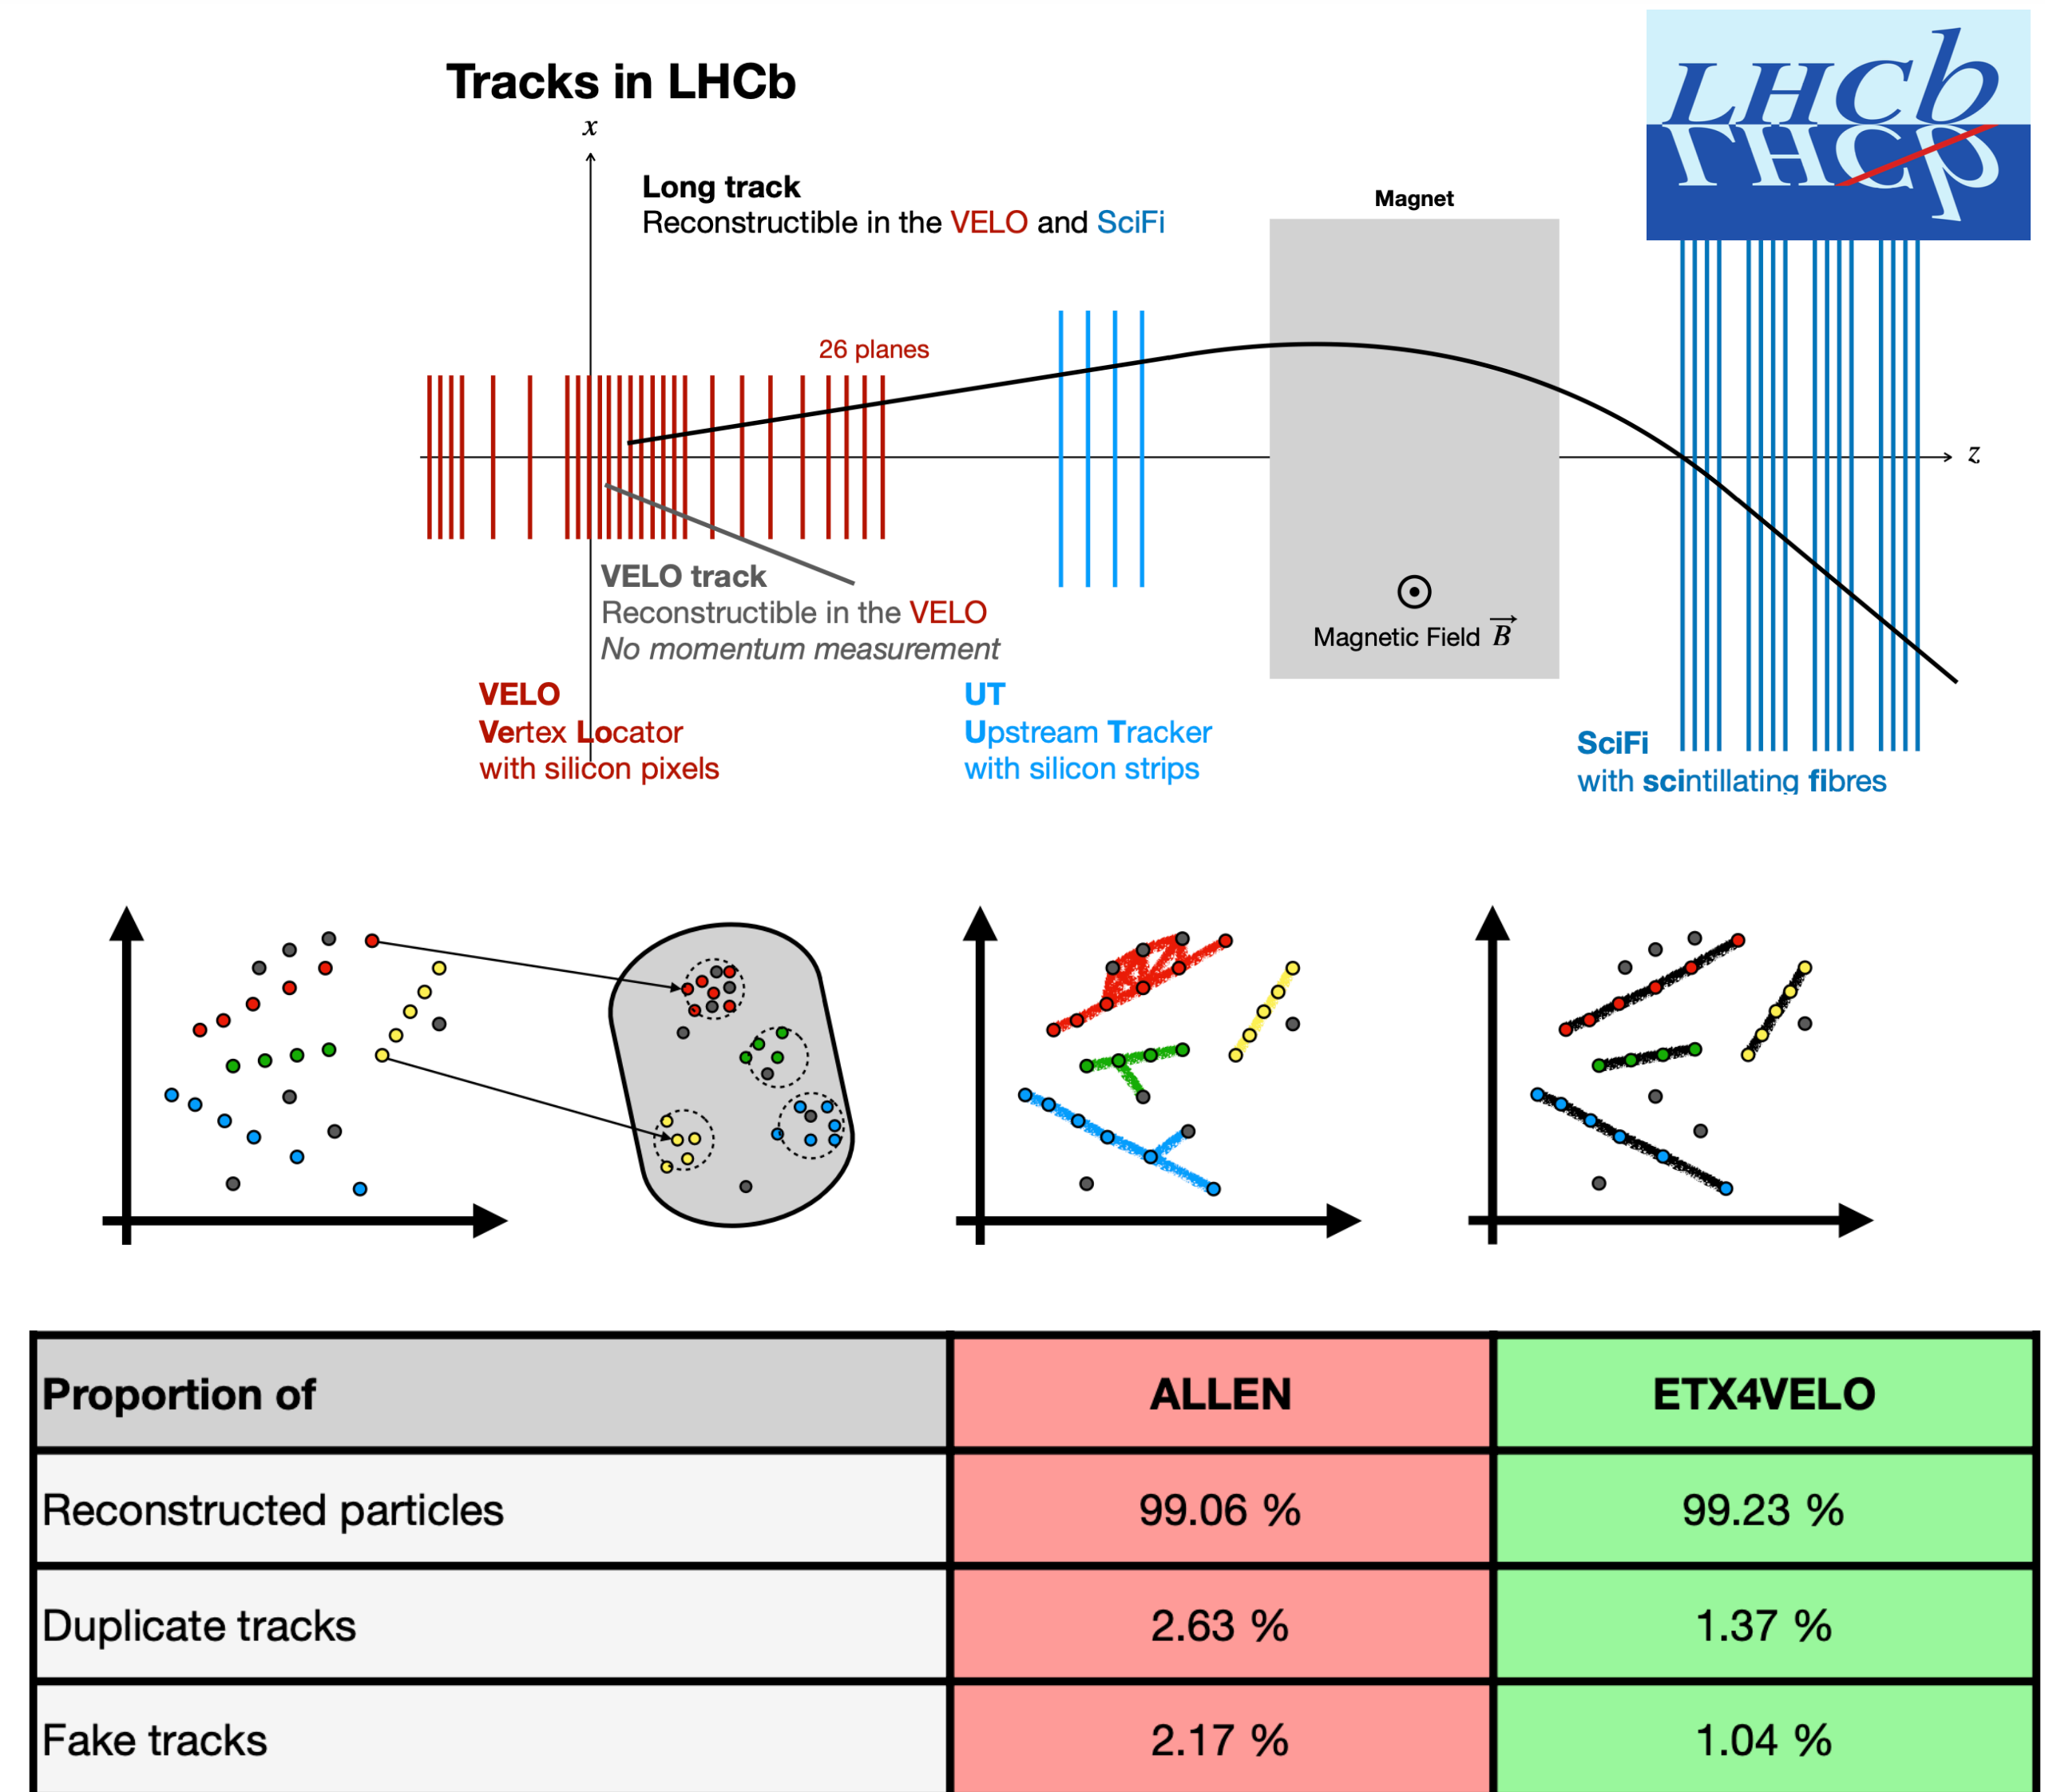 Tracks in LHCb
LHCb
LHCp
x
Long track
Reconstructible in the VELO and SciFi
Magnet
26 planes
z
VELO track
Reconstructible in the VELO
No momentum measurement
Magnetic Field B
VELO
Vertex Locator
with silicon pixels
UT
Upstream Tracker
with silicon strips
SciFi
with scintillating fibres
Proportion of ALLEN ETX4VELO
Reconstructed particles 99.06 % 99.23 %
Duplicate tracks 2.63 % 1.37 %
Fake tracks 2.17 % 1.04 %